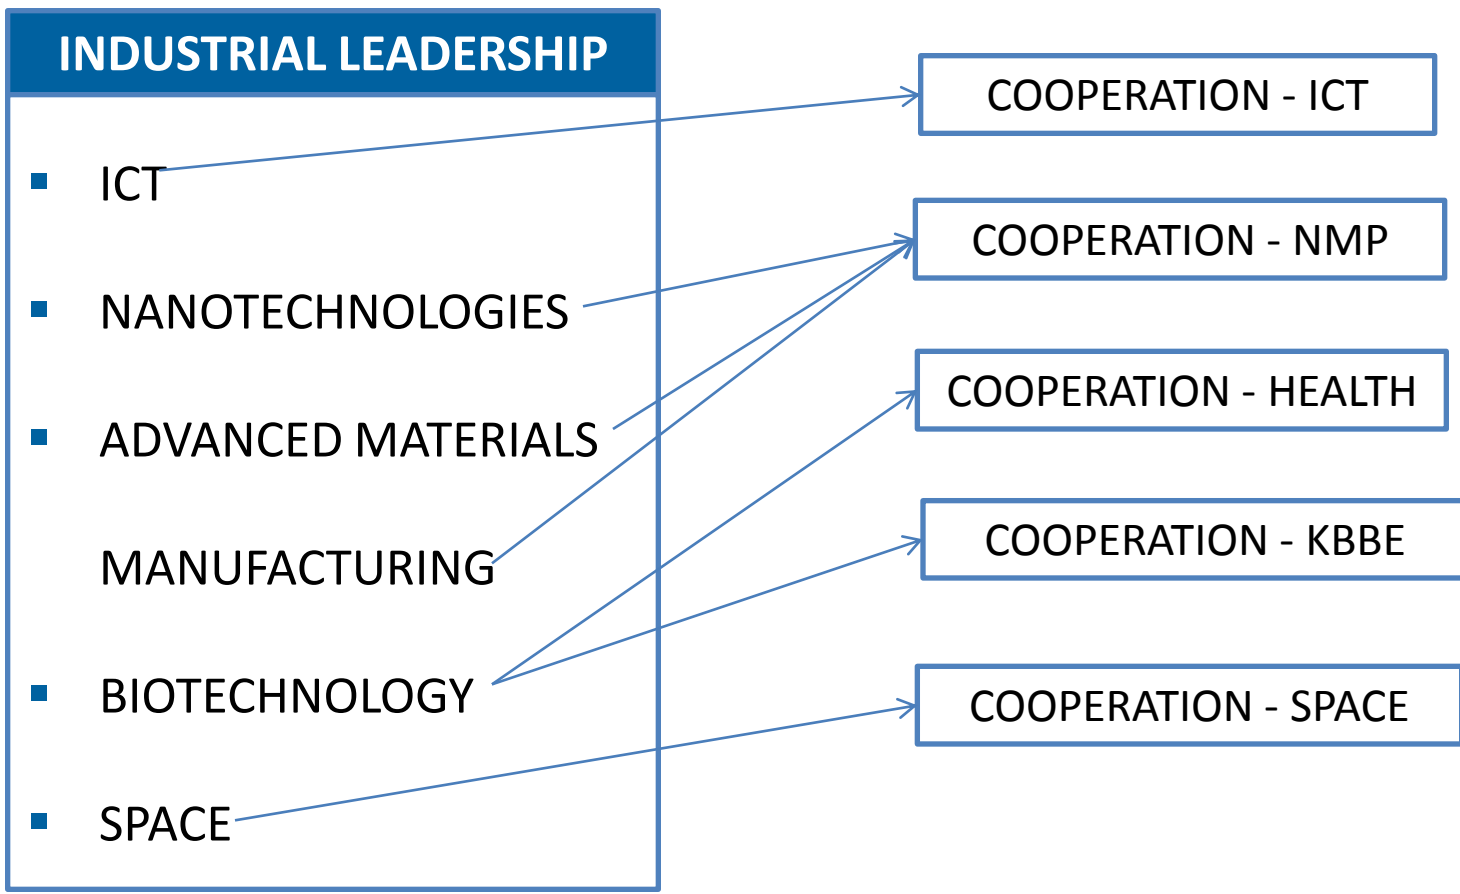 INDUSTRIAL LEADERSHIP
ICT
NANOTECHNOLOGIES
ADVANCED MATERIALS
MANUFACTURING
BIOTECHNOLOGY
SPACE
COOPERATION - ICT
COOPERATION - NMP
COOPERATION - HEALTH
COOPERATION - KBBE
COOPERATION - SPACE